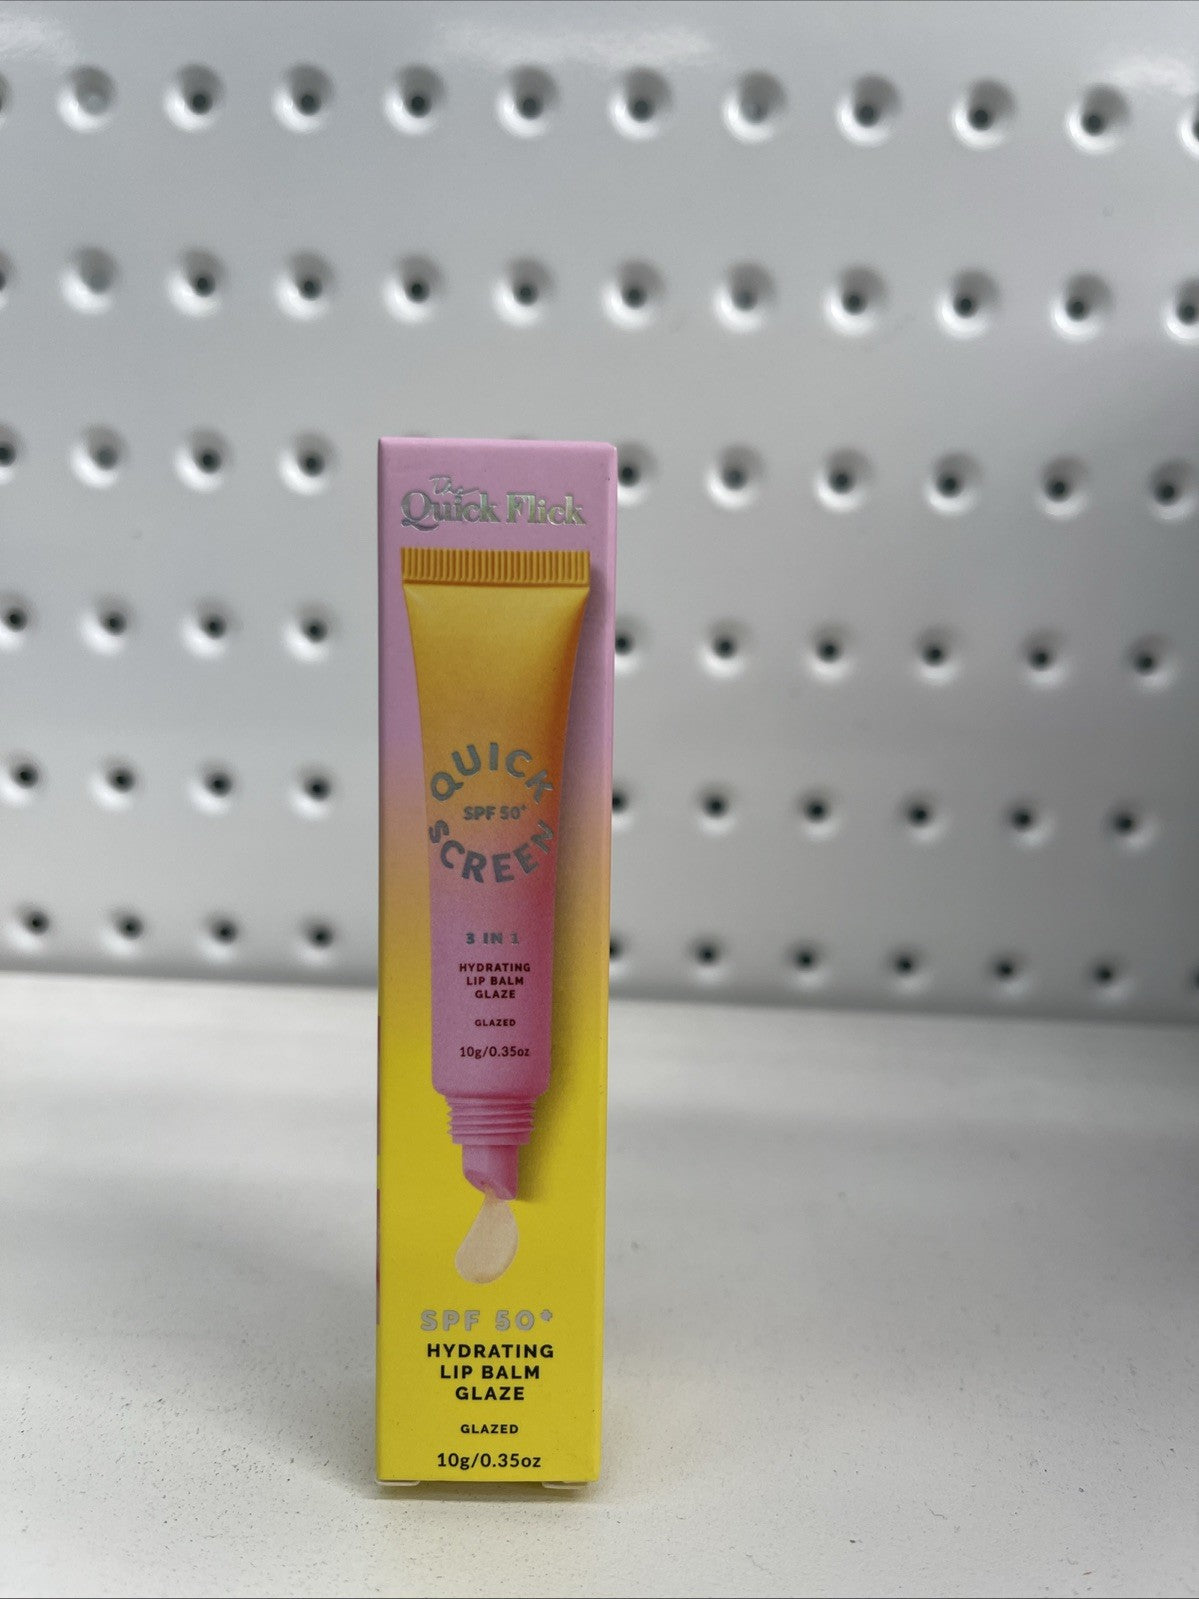 The
Quick Flick
QUICK
SPF 50+
SCREEN
3 IN 1
HYDRATING
LIP BALM
GLAZE
GLAZED
10g/0.35oz
SPF 50+
HYDRATING
LIP BALM
GLAZE
GLAZED
10g/0.35oz